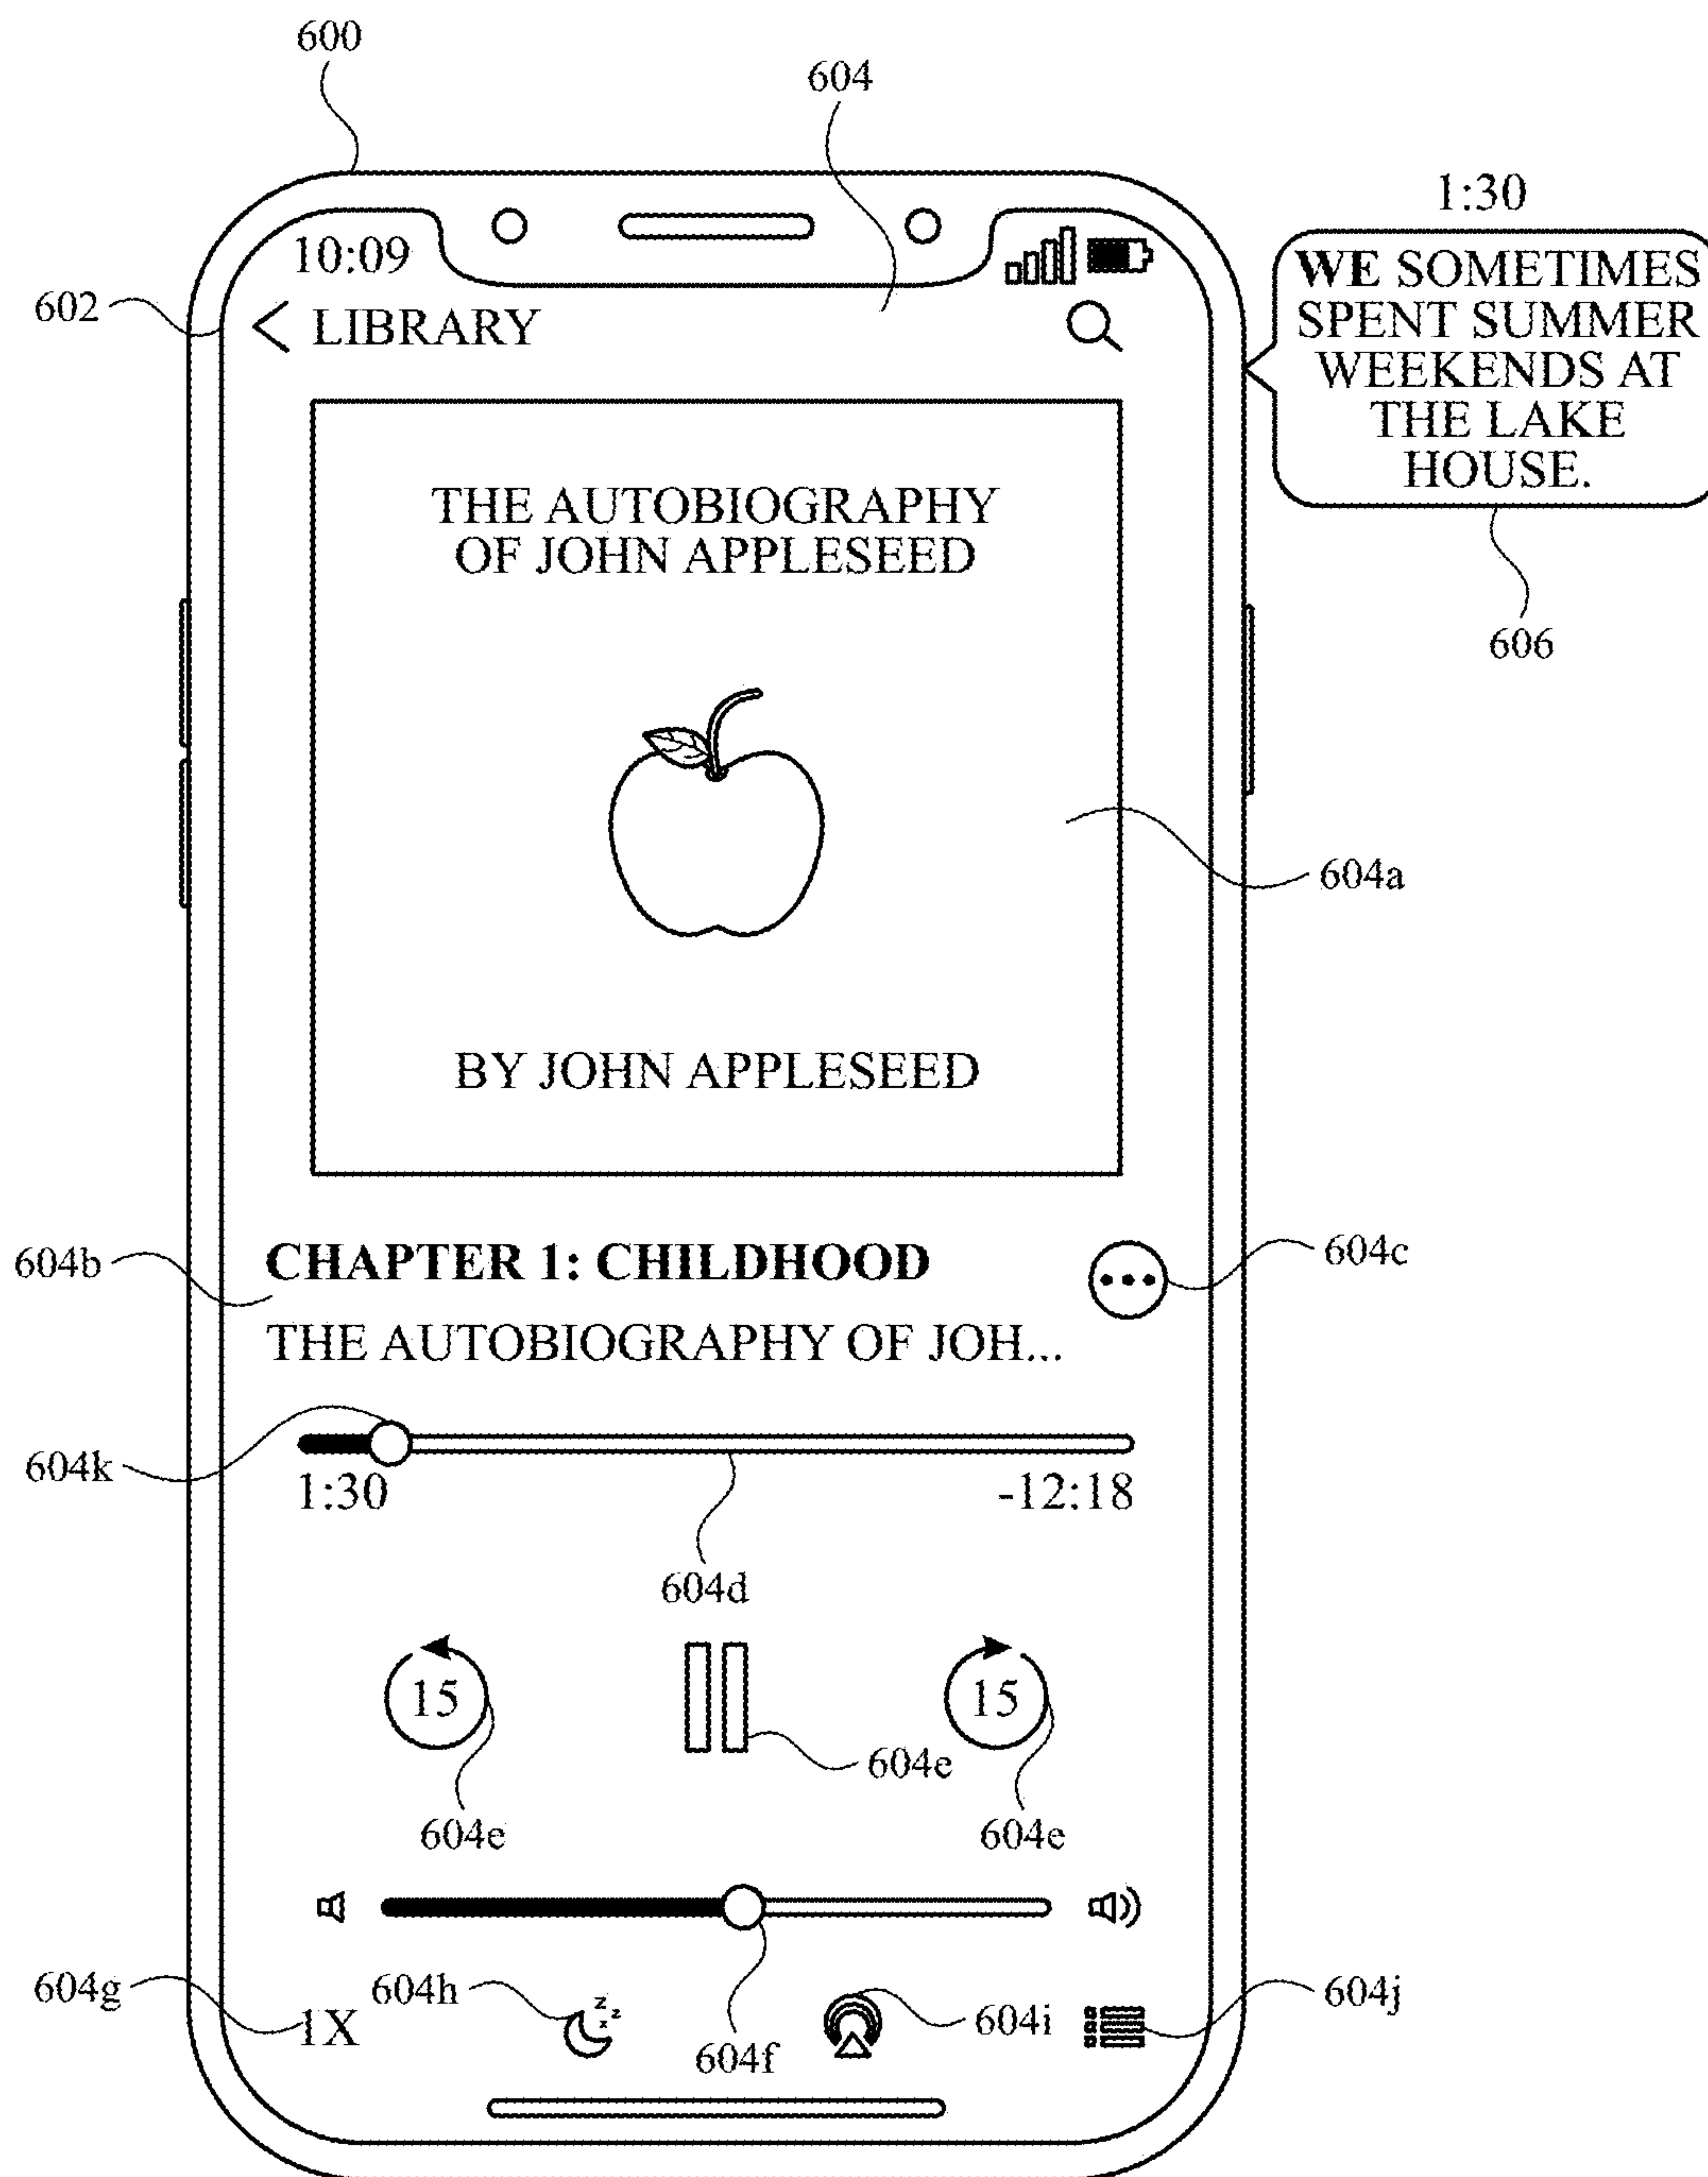 600
604
1:30
10:09
602
LIBRARY
WE SOMETIMES
SPENT SUMMER
WEEKENDS AT
THE LAKE
HOUSE.
606
THE AUTOBIOGRAPHY
OF JOHN APPLESEED
604a
BY JOHN APPLESEED
604b
CHAPTER 1: CHILDHOOD
604c
THE AUTOBIOGRAPHY OF JOH...
604k
1:30
-12:18
604d
15
15
604e
604e
604e
604g
1X
604h
z z
x z
604f
604i
604j